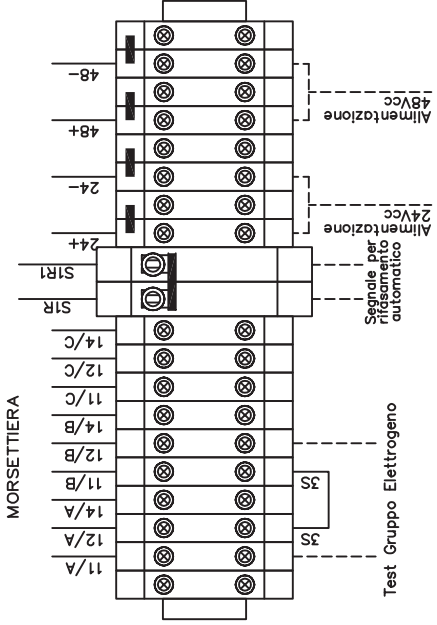 MORSETTIERA
48-
48+
24-
24+
S1R1
S1R
14/C
12/C
11/C
14/B
12/B
11/B
14/A
12/A
11/A
Alimentazione
48Vcc
Alimentazione
24Vcc
Segnale per
rifasamento
automatico
3S
3S
Test Gruppo Elettrogeno